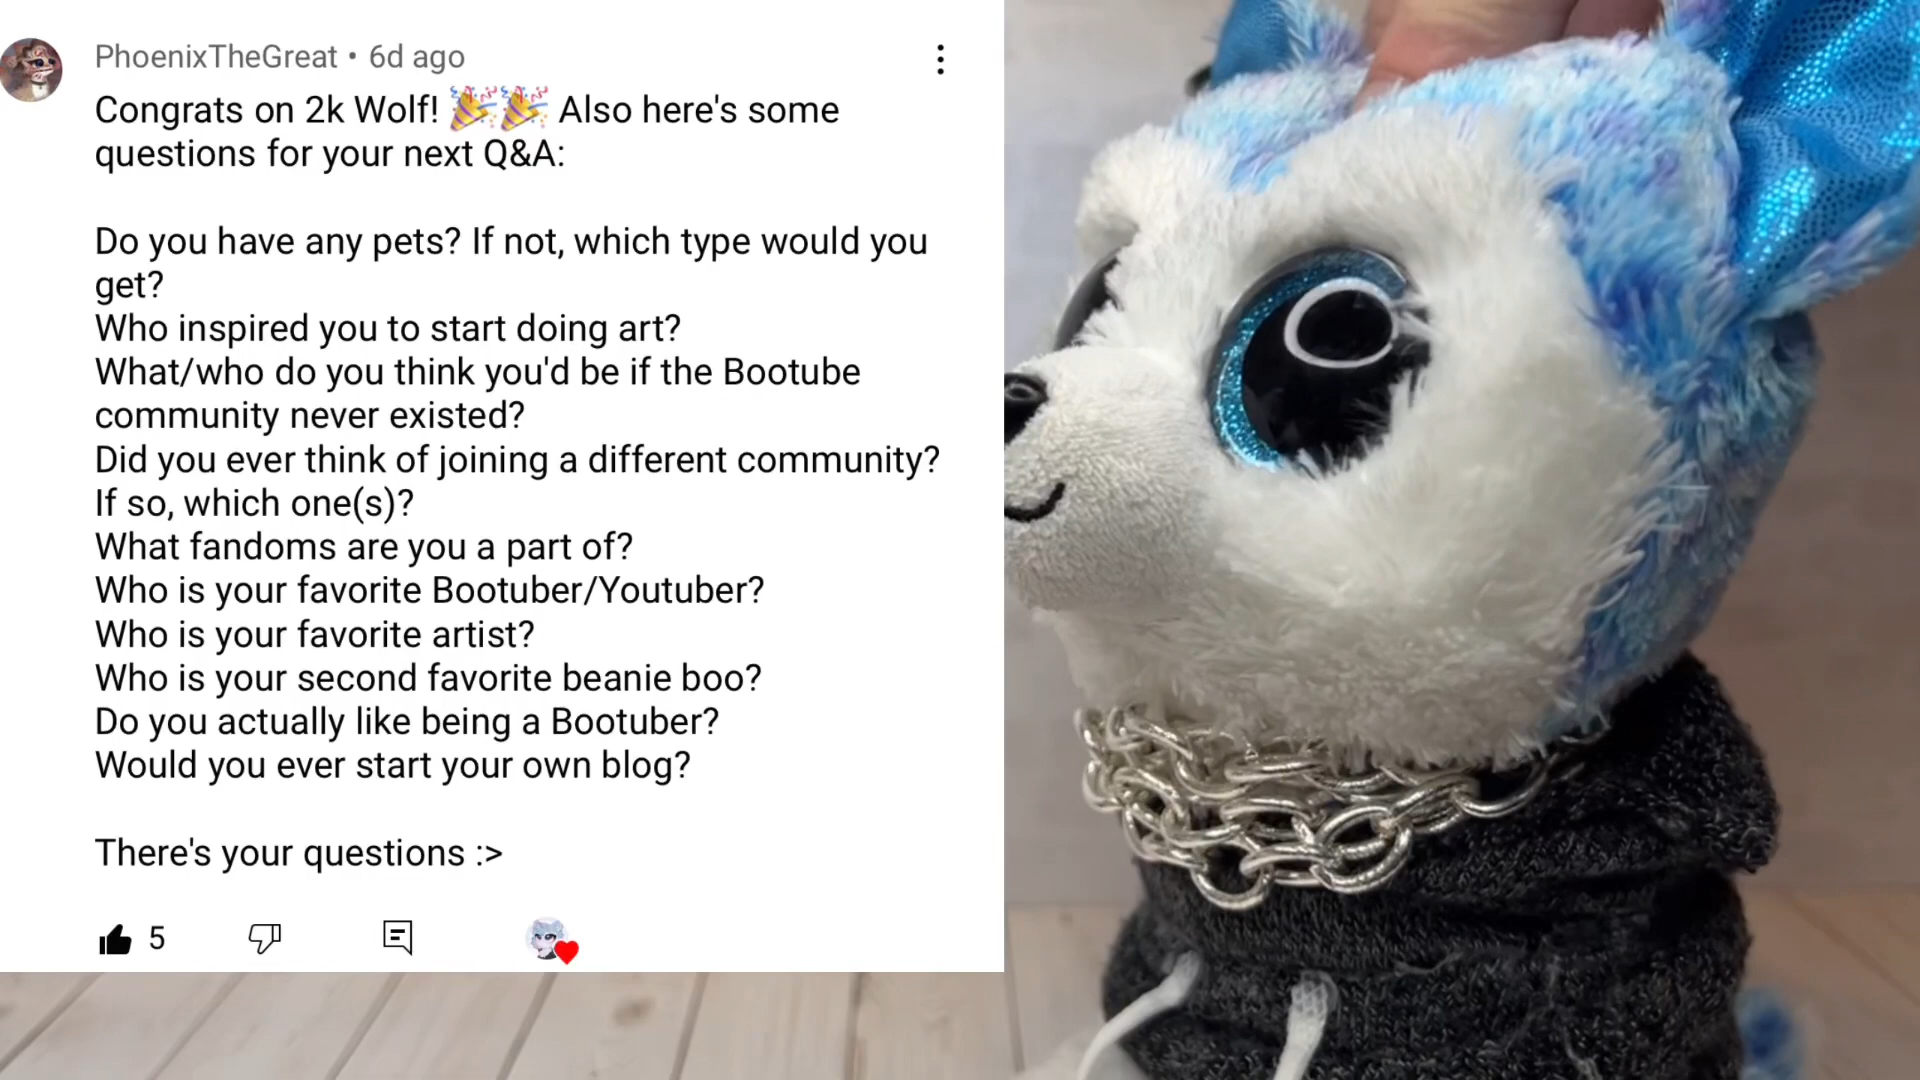 PhoenixTheGreat • 6d ago
Congrats on 2k Wolf! 🎉🎉 Also here's some
questions for your next Q&A:
Do you have any pets? If not, which type would you
get?
Who inspired you to start doing art?
What/who do you think you'd be if the Bootube
community never existed?
Did you ever think of joining a different community?
If so, which one(s)?
What fandoms are you a part of?
Who is your favorite Bootuber/Youtuber?
Who is your favorite artist?
Who is your second favorite beanie boo?
Do you actually like being a Bootuber?
Would you ever start your own blog?
There's your questions :>
5